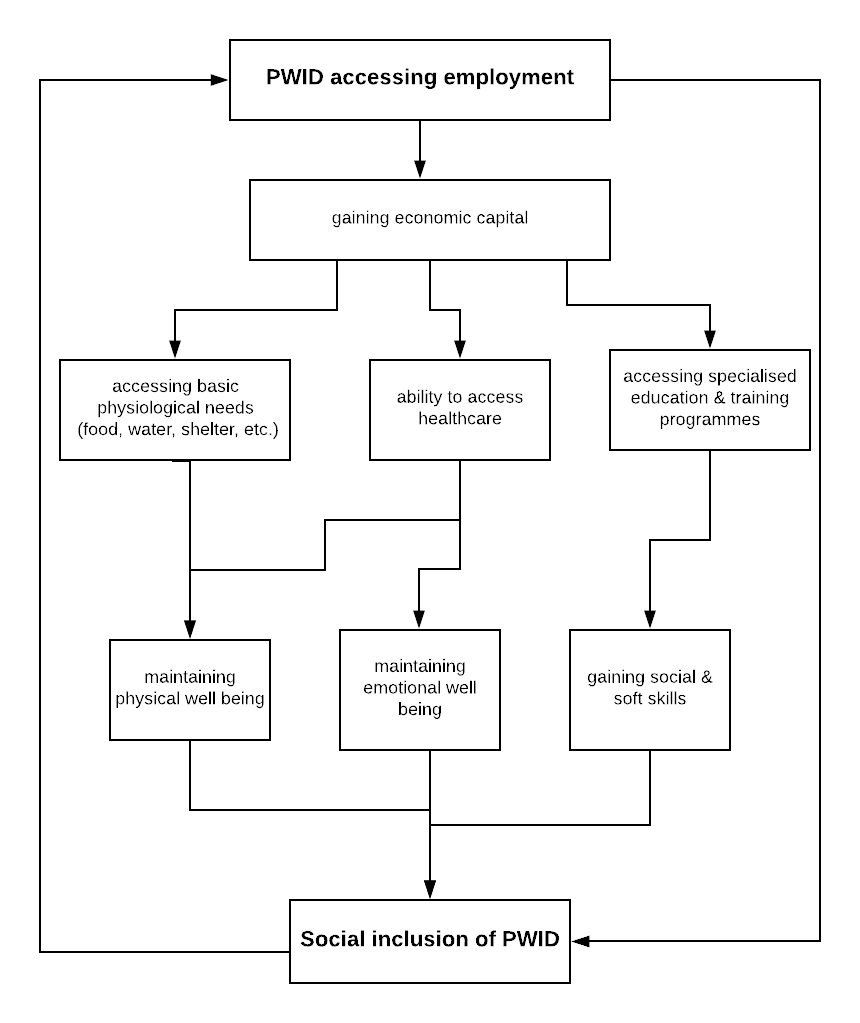 PWID accessing employment
gaining economic capital
accessing basic
physiological needs
(food, water, shelter, etc.)
ability to access
healthcare
accessing specialised
education & training
programmes
maintaining
physical well being
maintaining
emotional well
being
gaining social &
soft skills
Social inclusion of PWID